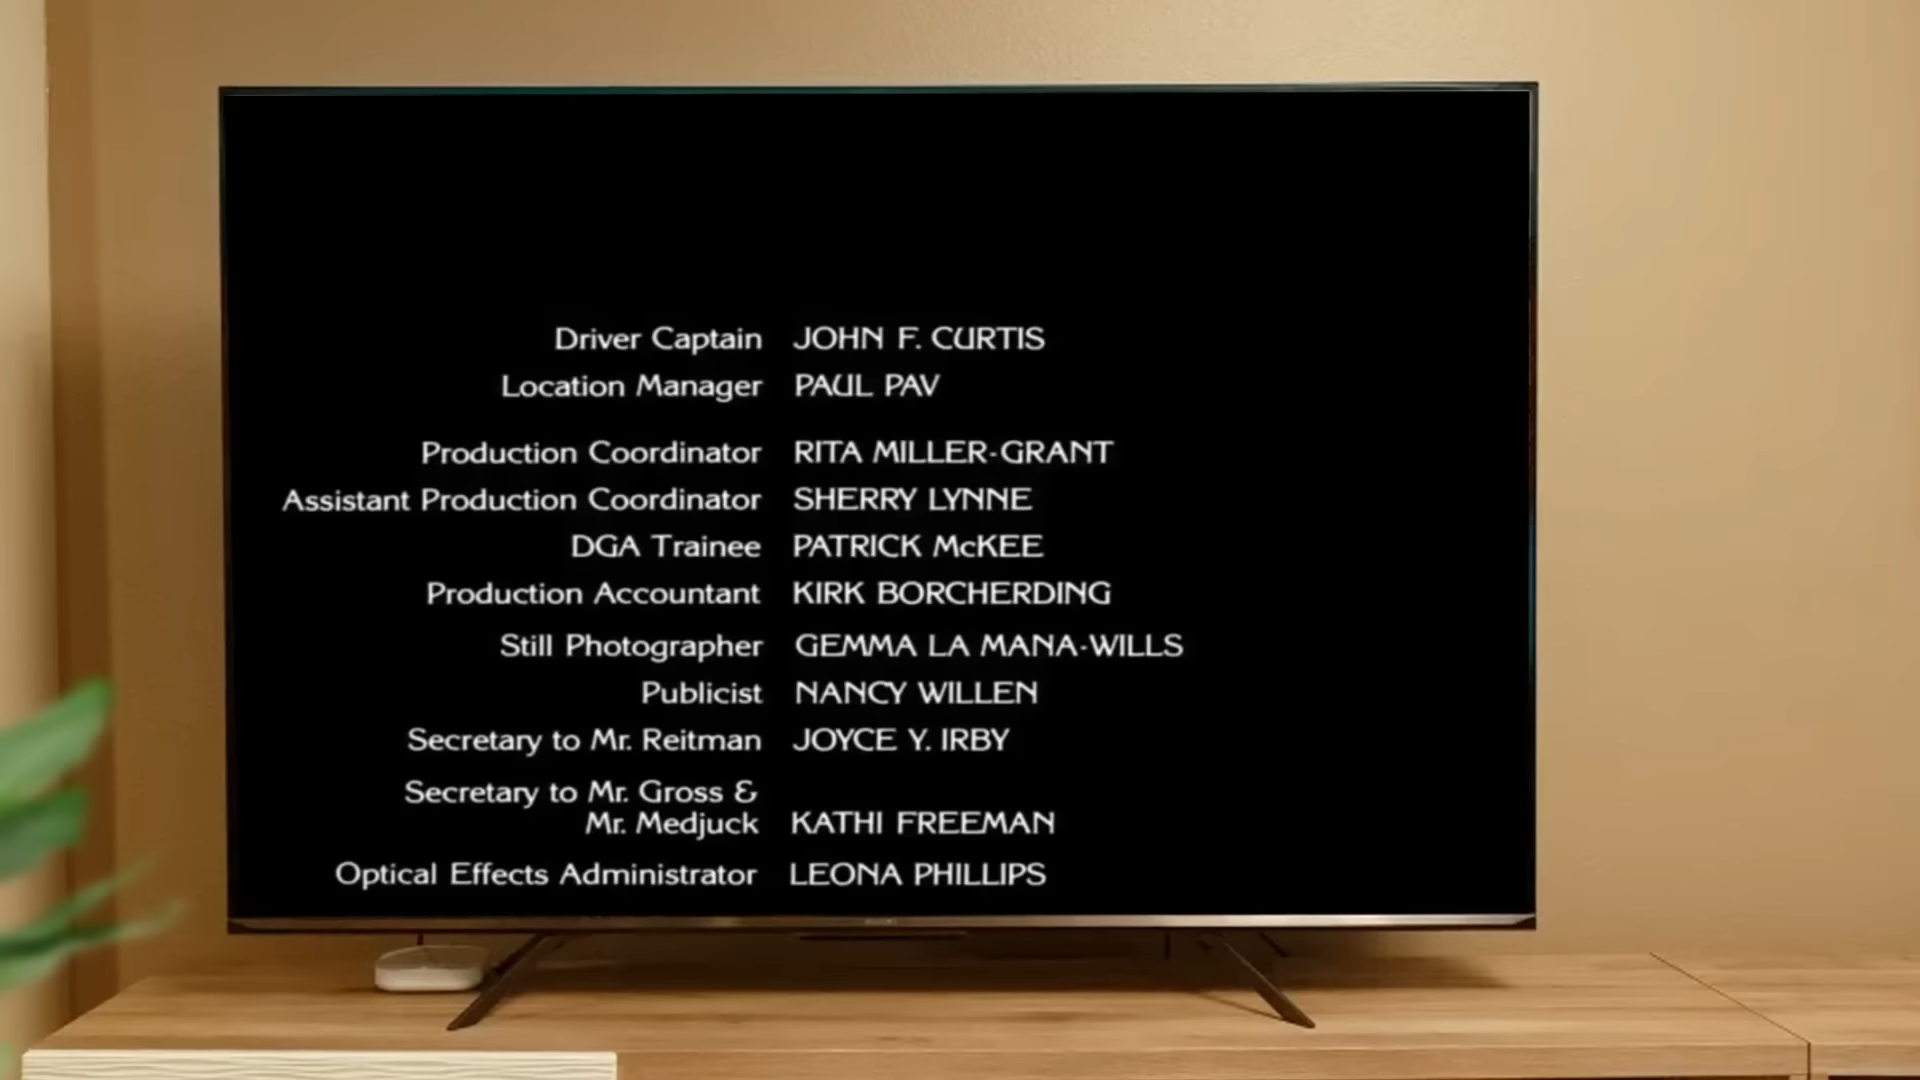 Driver Captain JOHN F. CURTIS
Location Manager PAUL PAV
Production Coordinator RITA MILLER-GRANT
Assistant Production Coordinator SHERRY LYNNE
DGA Trainee PATRICK McKEE
Production Accountant KIRK BORCHERDING
Still Photographer GEMMA LA MANA-WILLS
Publicist NANCY WILLEN
Secretary to Mr. Reitman JOYCE Y. IRBY
Secretary to Mr. Gross &
Mr. Medjuck KATHI FREEMAN
Optical Effects Administrator LEONA PHILLIPS